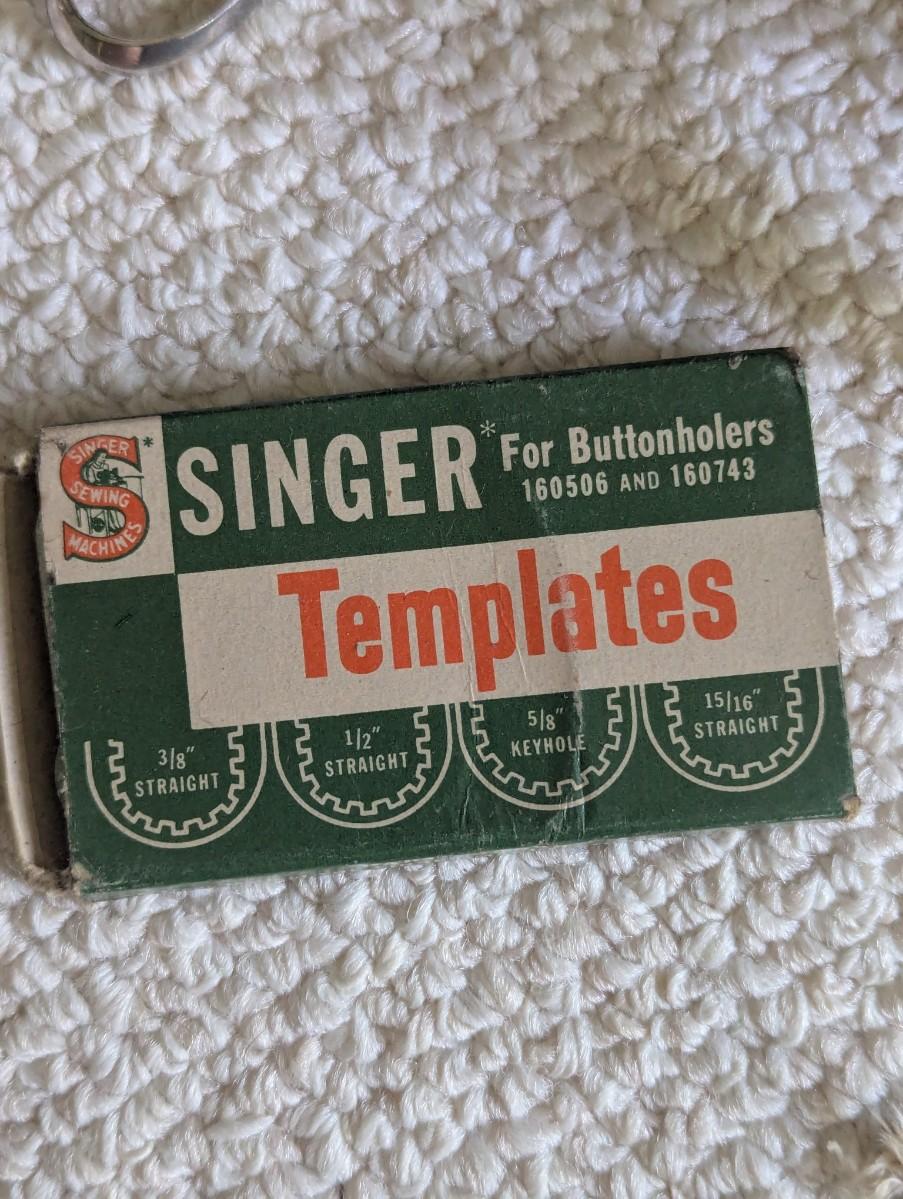 SINGER
SEWING
MACHINES
*
SINGER*
For Buttonholers
160506 AND 160743
Templates
3/8"
STRAIGHT
1/2"
STRAIGHT
5/8"
KEYHOLE
15/16"
STRAIGHT